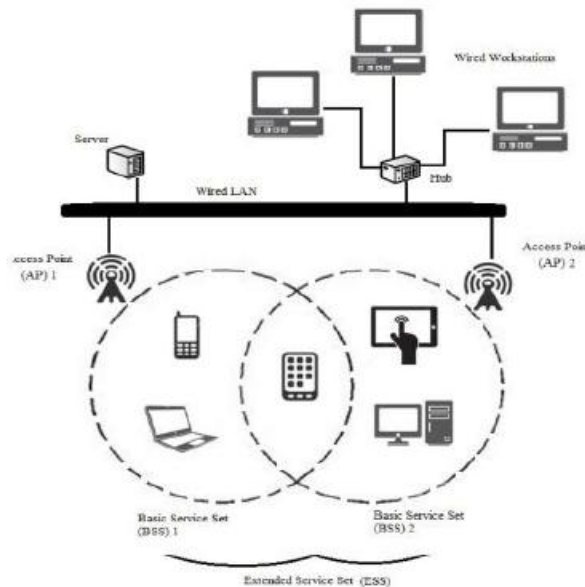 Wired Workstations
Server
Hub
Wired LAN
ccess Point
(AP) 1
Access Poin
(AP) 2
Basic Service Set
(BSS) 1
Basic Service Set
(BSS) 2
Extended Service Set (ESS)